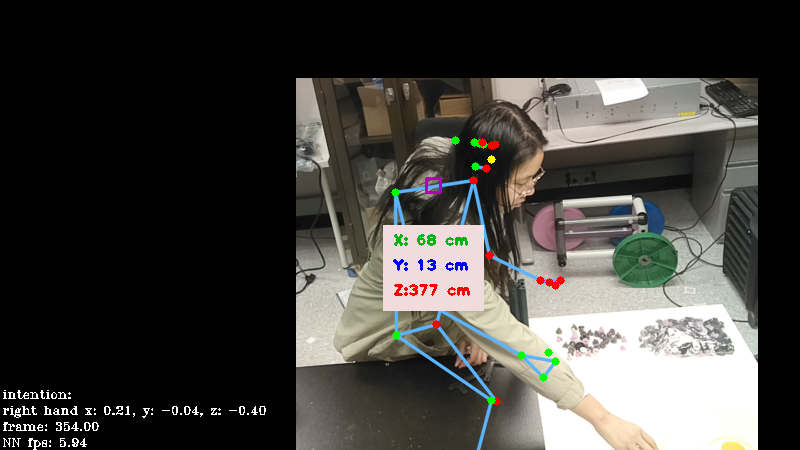 X: 68 cm
Y: 13 cm
Z:377 cm
intention:
right hand x: 0.21, y: -0.04, z: -0.40
frame: 354.00
NN fps: 5.94